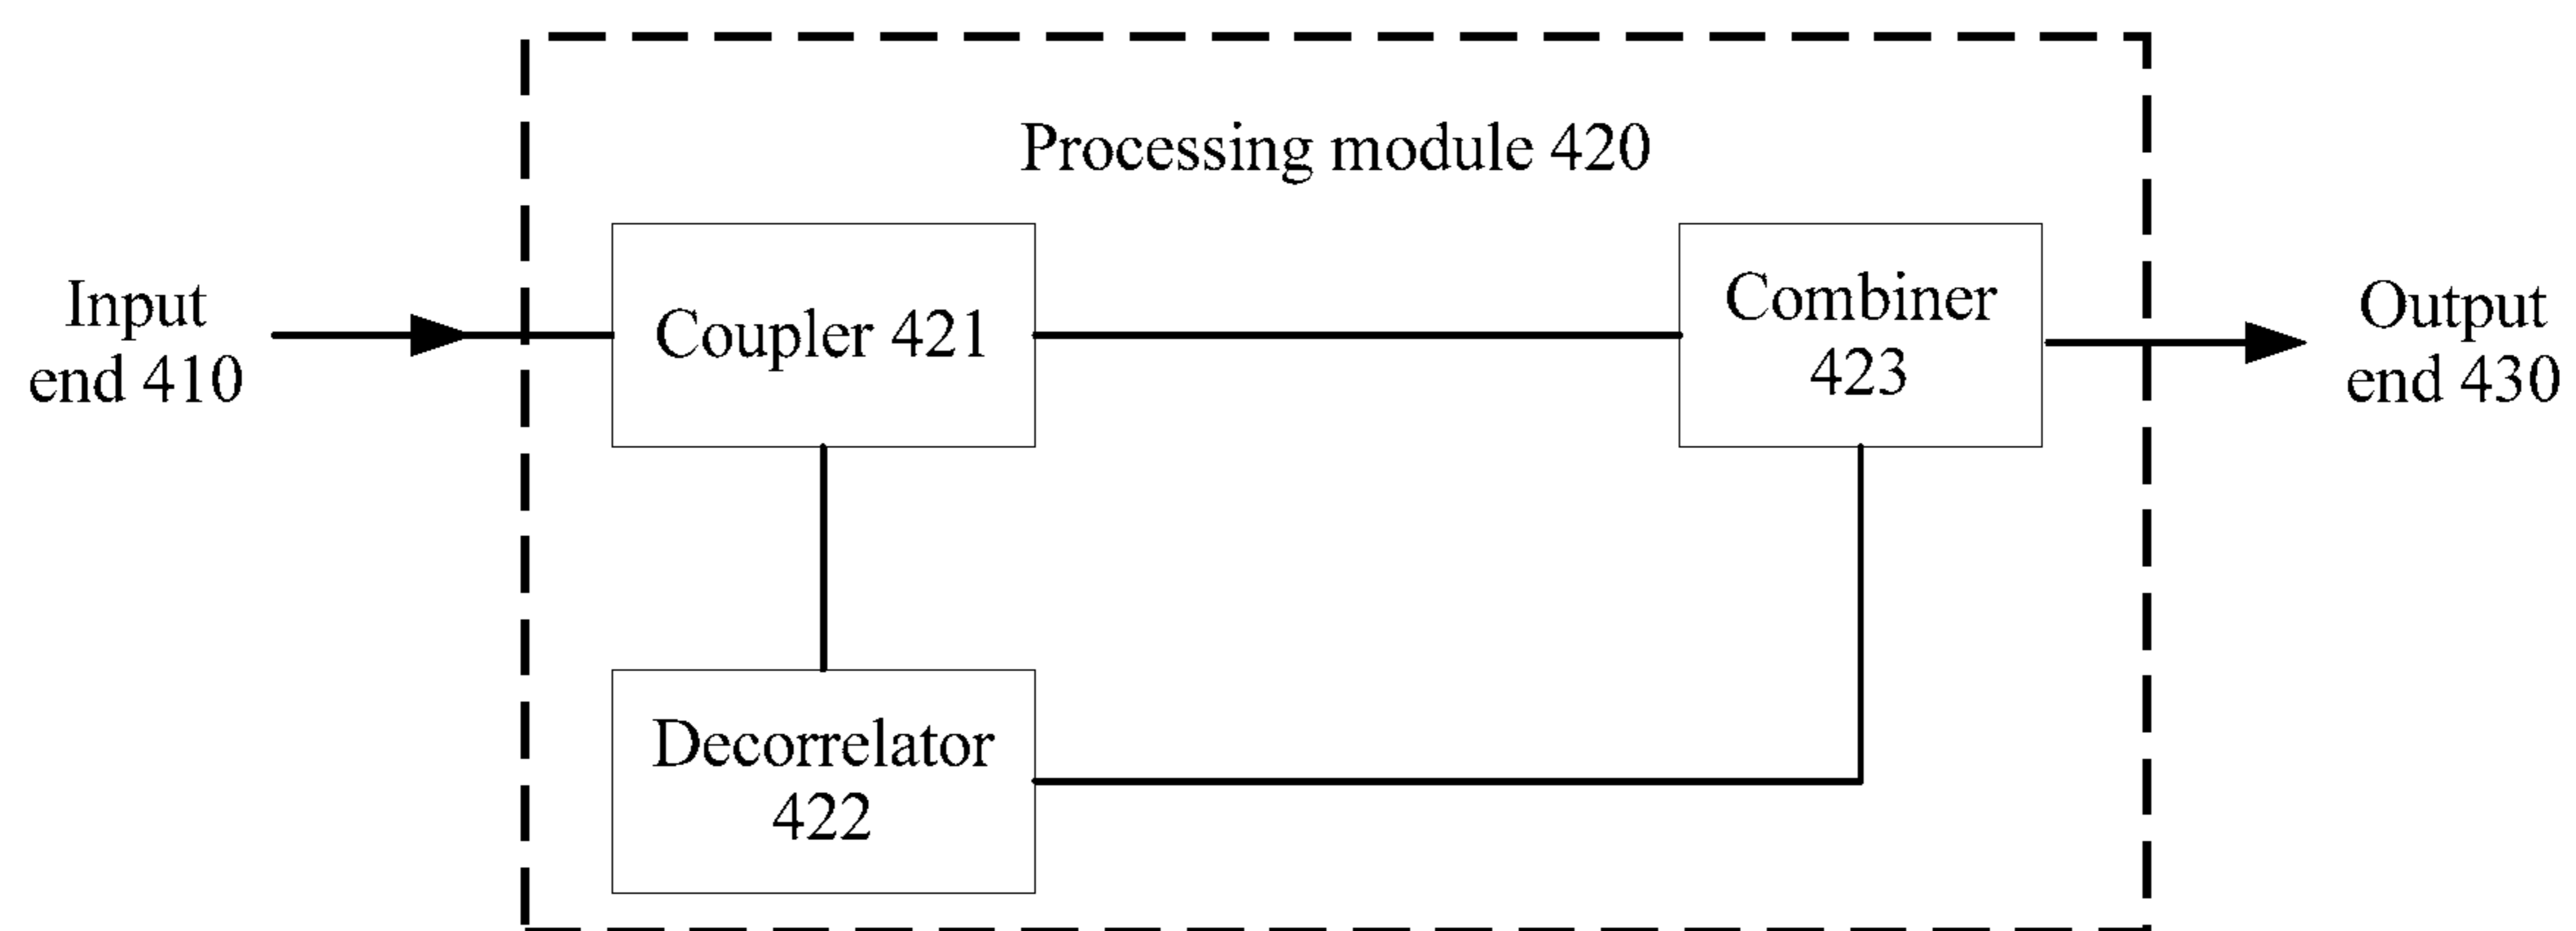 Processing module 420
Input
end 410
Coupler 421
Combiner
423
Output
end 430
Decorrelator
422